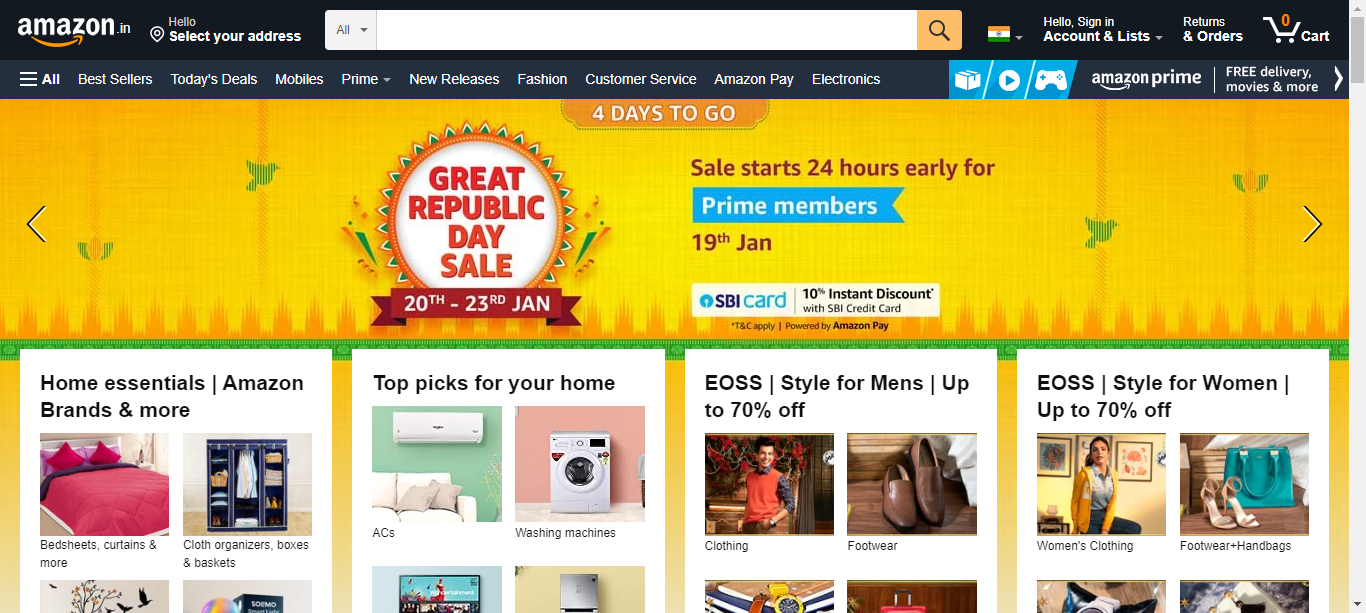 amazon.in
Hello
Select your address
All
Hello, Sign in
Account & Lists
Returns
& Orders
0
Cart
All
Best Sellers
Today's Deals
Mobiles
Prime
New Releases
Fashion
Customer Service
Amazon Pay
Electronics
amazon prime
FREE delivery,
movies & more
4 DAYS TO GO
GREAT
REPUBLIC
DAY
SALE
20TH - 23RD JAN
Sale starts 24 hours early for
Prime members
19th Jan
SBI card
10% Instant Discount*
with SBI Credit Card
*T&C apply | Powered by Amazon Pay
Home essentials | Amazon
Brands & more
Bedsheets, curtains &
more
Cloth organizers, boxes
& baskets
Top picks for your home
ACs
Washing machines
EOSS | Style for Mens | Up
to 70% off
Clothing
Footwear
EOSS | Style for Women |
Up to 70% off
Women's Clothing
Footwear+Handbags